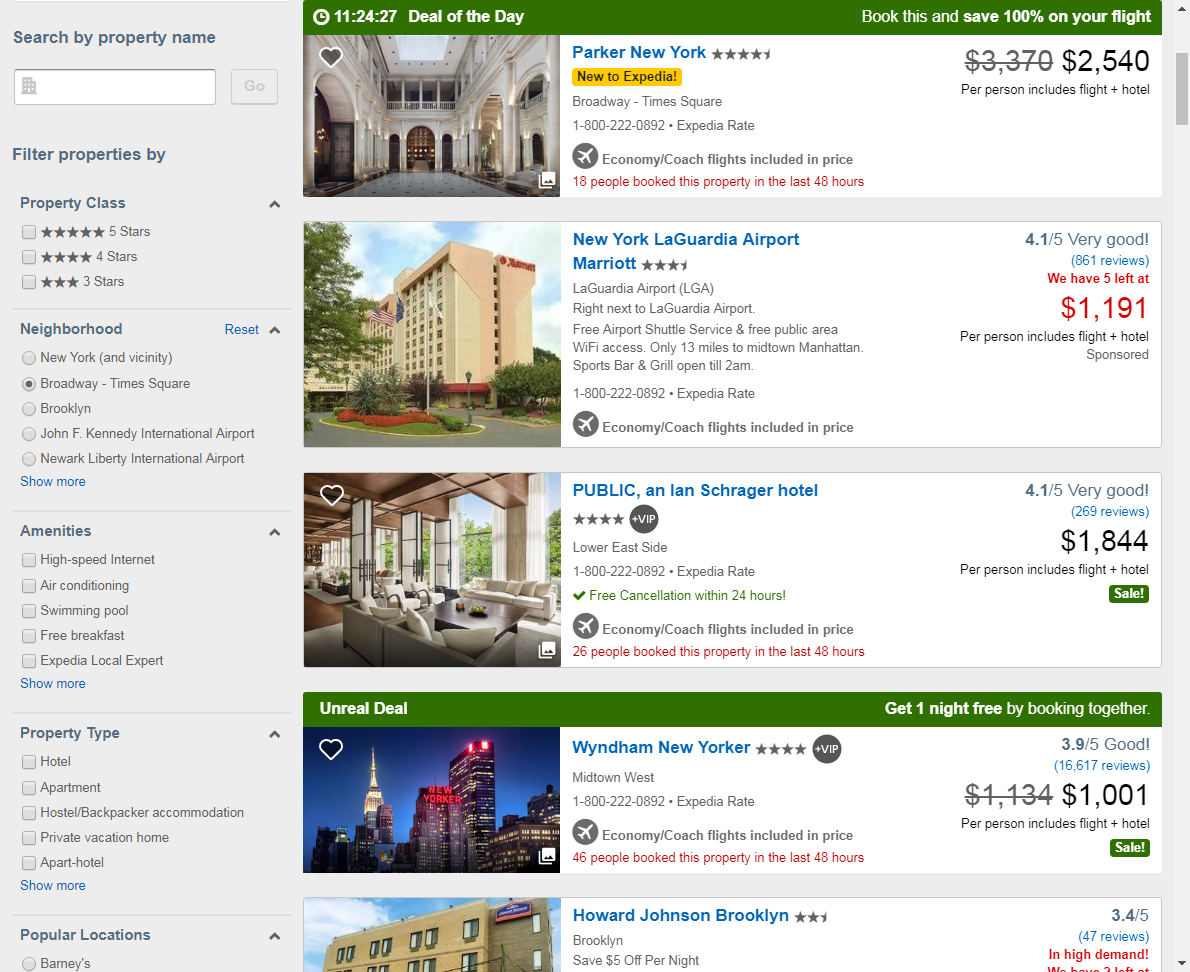 Search by property name
Go
Filter properties by
Property Class
5 Stars
4 Stars
3 Stars
Neighborhood Reset
New York (and vicinity)
Broadway - Times Square
Brooklyn
John F. Kennedy International Airport
Newark Liberty International Airport
Show more
Amenities
High-speed Internet
Air conditioning
Swimming pool
Free breakfast
Expedia Local Expert
Show more
Property Type
Hotel
Apartment
Hostel/Backpacker accommodation
Private vacation home
Apart-hotel
Show more
Popular Locations
Barney's
11:24:27 Deal of the Day Book this and save 100% on your flight
Parker New York
$3,370 $2,540
New to Expedia!
Per person includes flight + hotel
Broadway - Times Square
1-800-222-0892 • Expedia Rate
Economy/Coach flights included in price
18 people booked this property in the last 48 hours
Marriott
New York LaGuardia Airport
Marriott
4.1/5 Very good!
(861 reviews)
We have 5 left at
$1,191
Per person includes flight + hotel
Sponsored
LaGuardia Airport (LGA)
Right next to LaGuardia Airport.
Free Airport Shuttle Service & free public area
WiFi access. Only 13 miles to midtown Manhattan.
Sports Bar & Grill open till 2am.
1-800-222-0892 • Expedia Rate
Economy/Coach flights included in price
PUBLIC, an Ian Schrager hotel
+VIP
4.1/5 Very good!
(269 reviews)
$1,844
Per person includes flight + hotel
Sale!
Lower East Side
1-800-222-0892 • Expedia Rate
Free Cancellation within 24 hours!
Economy/Coach flights included in price
26 people booked this property in the last 48 hours
Unreal Deal Get 1 night free by booking together.
NEW
YORKER
Wyndham New Yorker +VIP
3.9/5 Good!
(16,617 reviews)
$1,134 $1,001
Per person includes flight + hotel
Sale!
Midtown West
1-800-222-0892 • Expedia Rate
Economy/Coach flights included in price
46 people booked this property in the last 48 hours
Howard Johnson Brooklyn
3.4/5
(47 reviews)
In high demand!
We have 2 left at
Brooklyn
Save $5 Off Per Night